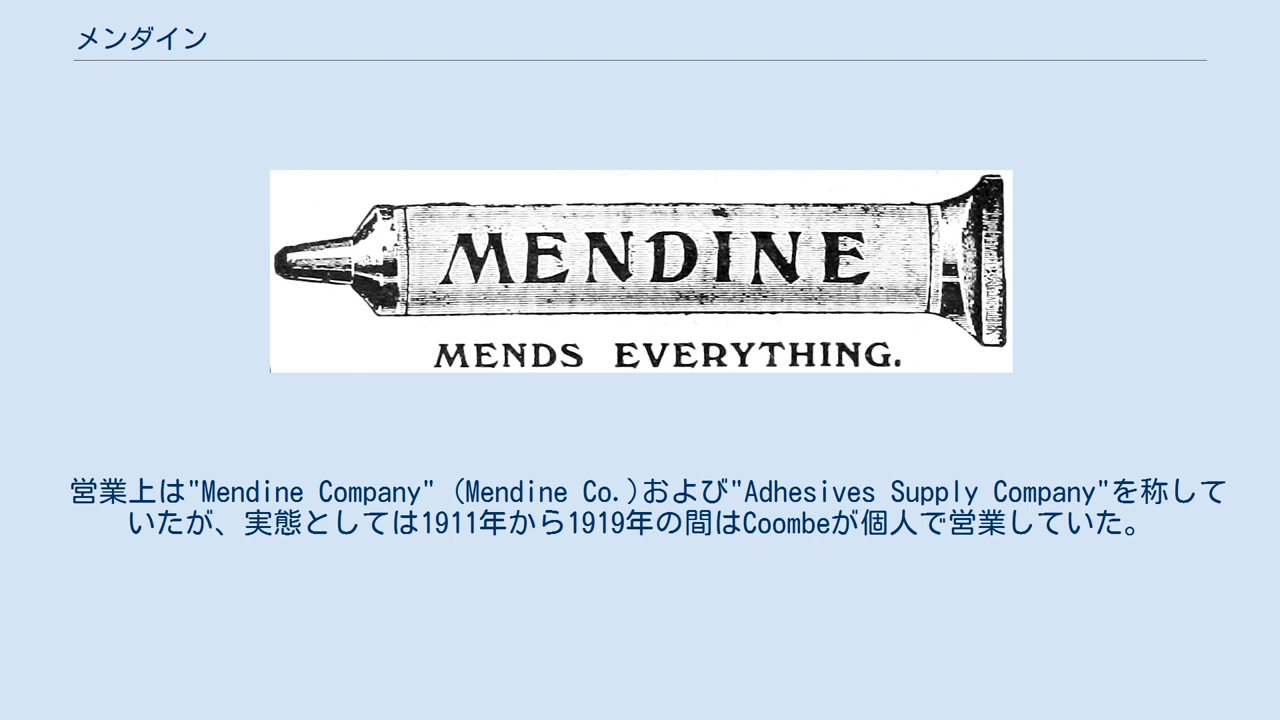 メンダイン
MENDINE
MENDS EVERYTHING.
営業上は"Mendine Company" (Mendine Co.)および"Adhesives Supply Company"を称して
いたが、実態としては1911年から1919年の間はCoombeが個人で営業していた。